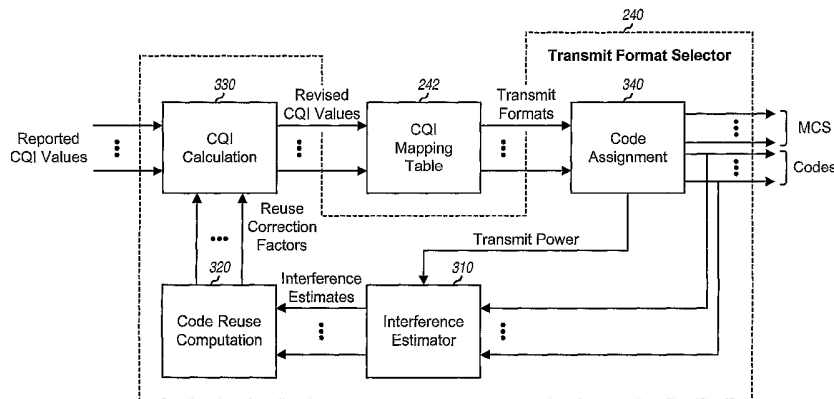 240
Transmit Format Selector
330
Revised
CQI Values
242
Transmit
Formats
340
Reported
CQI Values
CQI
Calculation
CQI
Mapping
Table
Code
Assignment
MCS
Codes
Reuse
Correction
Factors
Transmit Power
320
Interference
Estimates
310
Code Reuse
Computation
Interference
Estimator